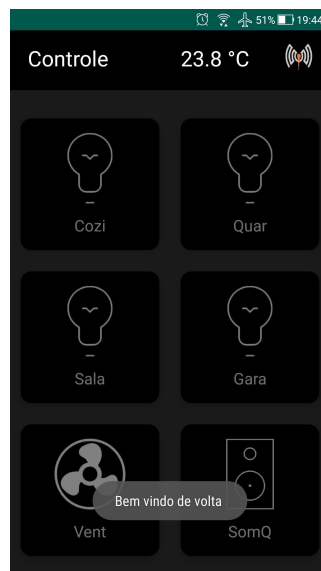 51% 19:44
Controle 23.8 °C
Cozi Quar
Sala Gara
Bem vindo de volta
Vent SomQ